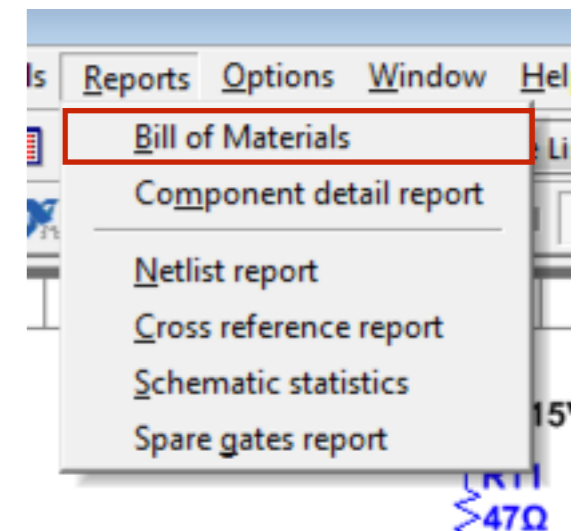 ls Reports Options Window Hel
Bill of Materials
Li
Component detail report
Netlist report
Cross reference report
Schematic statistics
15V
Spare gates report
R11
47Ω